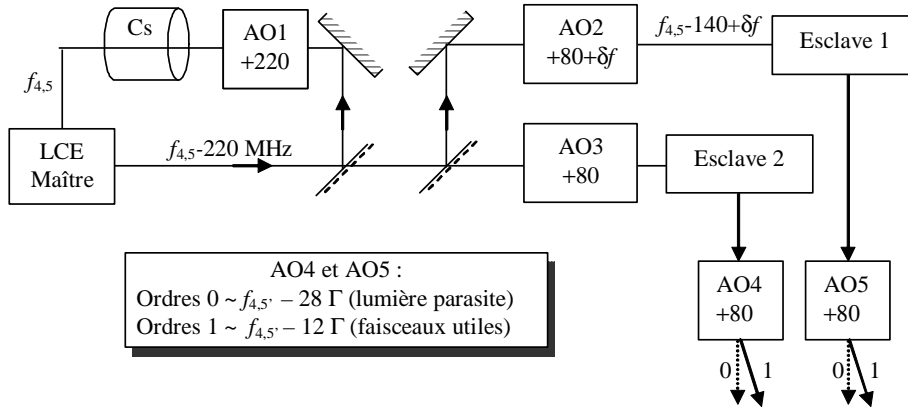 Cs
AO1
+220
AO2
+80+δf
f4,5-140+δf
Esclave 1
f4,5
LCE
Maître
f4,5-220 MHz
AO3
+80
Esclave 2
AO4 et AO5 :
Ordres 0 ~ f4,5' – 28 Γ (lumière parasite)
Ordres 1 ~ f4,5' – 12 Γ (faisceaux utiles)
AO4
+80
AO5
+80
0
1
0
1